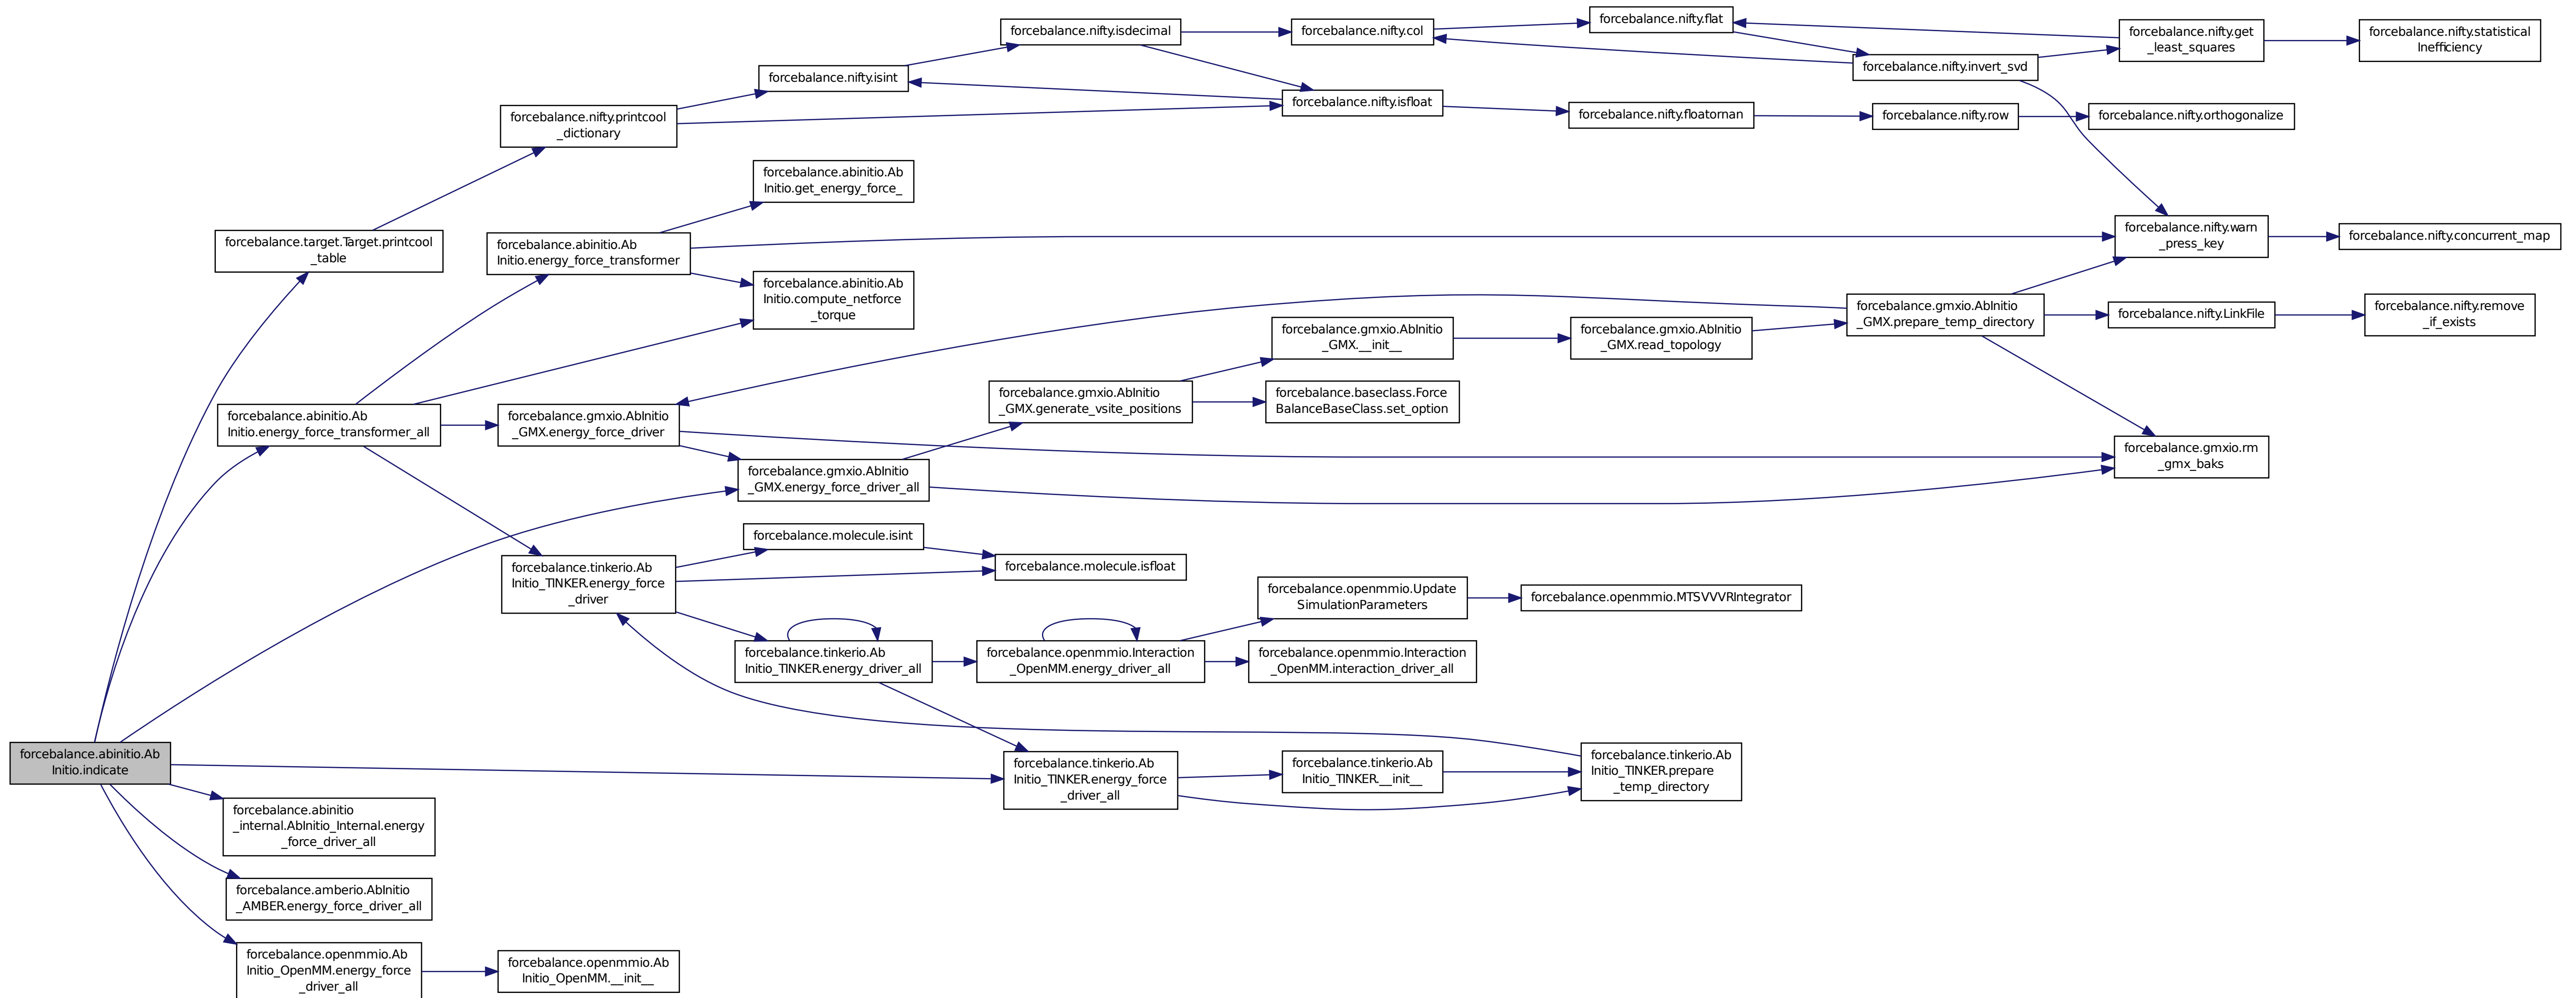 forcebalance.nifty.flat
forcebalance.nifty.isdecimal
forcebalance.nifty.col
forcebalance.nifty.get
_least_squares
forcebalance.nifty.statistical
Inefficiency
forcebalance.nifty.invert_svd
forcebalance.nifty.isint
forcebalance.nifty.isfloat
forcebalance.nifty.floatornan
forcebalance.nifty.row
forcebalance.nifty.orthogonalize
forcebalance.nifty.printcool
_dictionary
forcebalance.abinitio.Ab
Initio.get_energy_force_
forcebalance.target.Target.printcool
_table
forcebalance.abinitio.Ab
Initio.energy_force_transformer
forcebalance.nifty.warn
_press_key
forcebalance.nifty.concurrent_map
forcebalance.abinitio.Ab
Initio.compute_netforce
_torque
forcebalance.gmxio.AbInitio
_GMX.prepare_temp_directory
forcebalance.nifty.LinkFile
forcebalance.nifty.remove
_if_exists
forcebalance.gmxio.AbInitio
_GMX.__init__
forcebalance.gmxio.AbInitio
_GMX.read_topology
forcebalance.gmxio.AbInitio
_GMX.generate_vsite_positions
forcebalance.baseclass.Force
BalanceBaseClass.set_option
forcebalance.abinitio.Ab
Initio.energy_force_transformer_all
forcebalance.gmxio.AbInitio
_GMX.energy_force_driver
forcebalance.gmxio.rm
_gmx_baks
forcebalance.gmxio.AbInitio
_GMX.energy_force_driver_all
forcebalance.molecule.isint
forcebalance.molecule.isfloat
forcebalance.tinkerio.Ab
Initio_TINKER.energy_force
_driver
forcebalance.openmmio.Update
SimulationParameters
forcebalance.openmmio.MTSVVVRIntegrator
forcebalance.tinkerio.Ab
Initio_TINKER.energy_driver_all
forcebalance.openmmio.Interaction
_OpenMM.energy_driver_all
forcebalance.openmmio.Interaction
_OpenMM.interaction_driver_all
forcebalance.abinitio.Ab
Initio.indicate
forcebalance.tinkerio.Ab
Initio_TINKER.energy_force
_driver_all
forcebalance.tinkerio.Ab
Initio_TINKER.__init__
forcebalance.tinkerio.Ab
Initio_TINKER.prepare
_temp_directory
forcebalance.abinitio
_internal.AbInitio_Internal.energy
_force_driver_all
forcebalance.amberio.AbInitio
_AMBER.energy_force_driver_all
forcebalance.openmmio.Ab
Initio_OpenMM.energy_force
_driver_all
forcebalance.openmmio.Ab
Initio_OpenMM.__init__